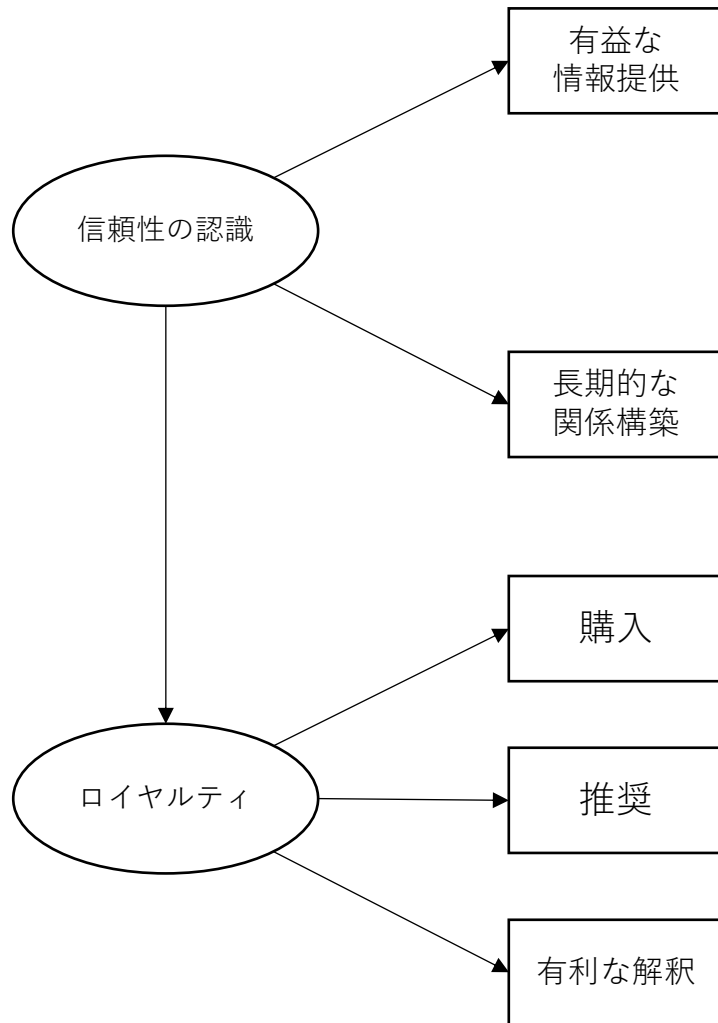 有益な
情報提供
信頼性の認識
長期的な
関係構築
購入
ロイヤルティ
推奨
有利な解釈